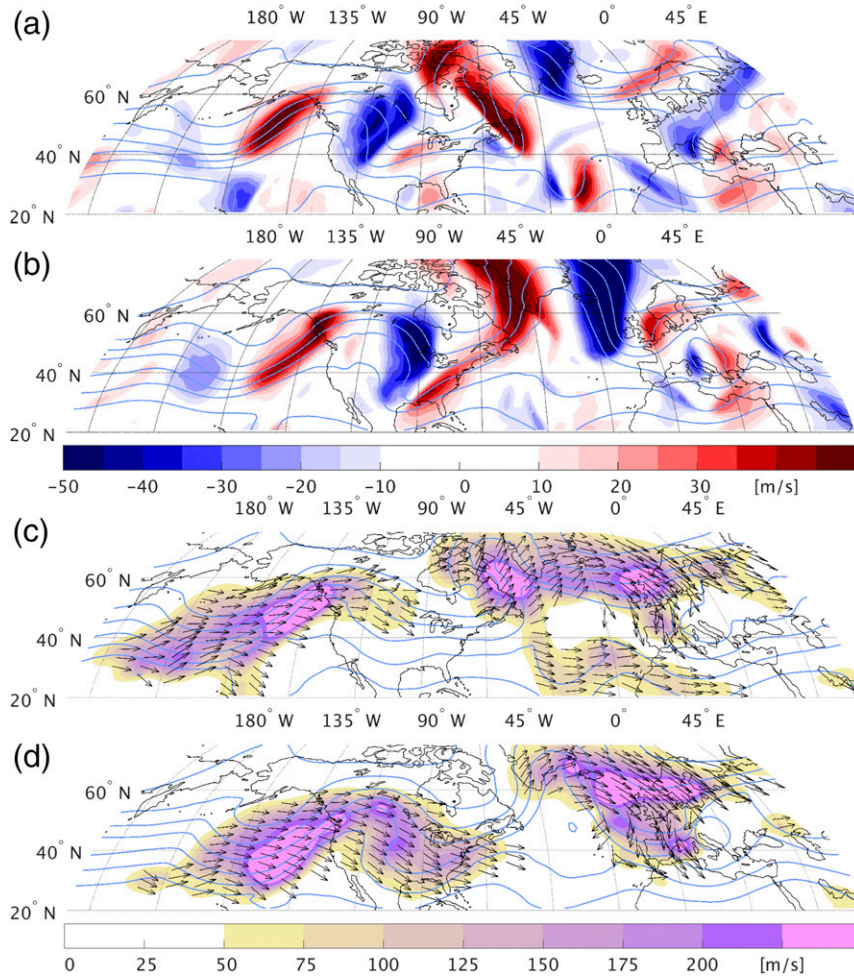 (a)
180° W 135° W 90° W 45° W 0° 45° E
60° N
40° N
20° N
(b)
180° W 135° W 90° W 45° W 0° 45° E
60° N
40° N
20° N
−50 −40 −30 −20 −10 0 10 20 30 [m/s]
(c)
180° W 135° W 90° W 45° W 0° 45° E
60° N
40° N
20° N
(d)
180° W 135° W 90° W 45° W 0° 45° E
60° N
40° N
20° N
0 25 50 75 100 125 150 175 200 [m/s]